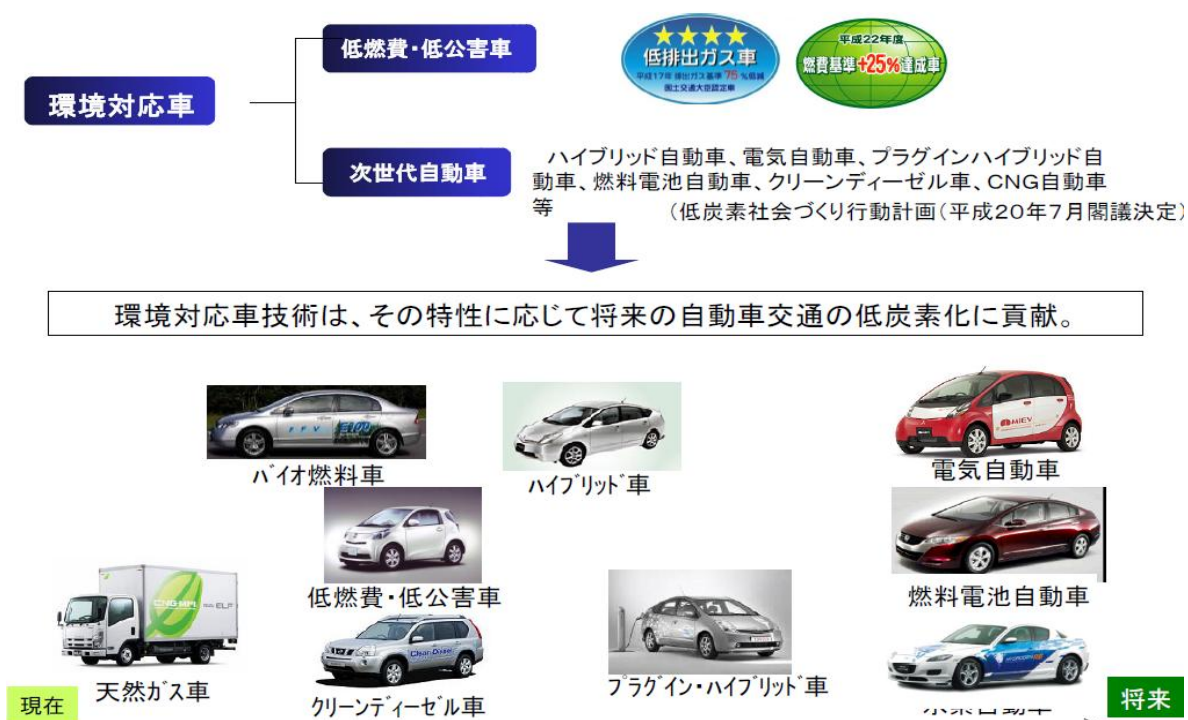 低燃費・低公害車
★★★★
低排出ガス車
平成17年 排出ガス基準 75 %低減
国土交通大臣認定車
平成22年度
燃費基準+25%達成車
環境対応車
次世代自動車
ハイブリッド自動車、電気自動車、プラグインハイブリッド自
動車、燃料電池自動車、クリーンディーゼル車、CNG自動車
等 (低炭素社会づくり行動計画(平成20年7月閣議決定)
環境対応車技術は、その特性に応じて将来の自動車交通の低炭素化に貢献。
FFV E100
バイオ燃料車
ハイブリッド車
MiEV
電気自動車
低燃費・低公害車
燃料電池自動車
CNG-MPI ELF
天然ガス車
Clean Diesel
クリーンディーゼル車
プラグイン・ハイブリッド車
現在
将来